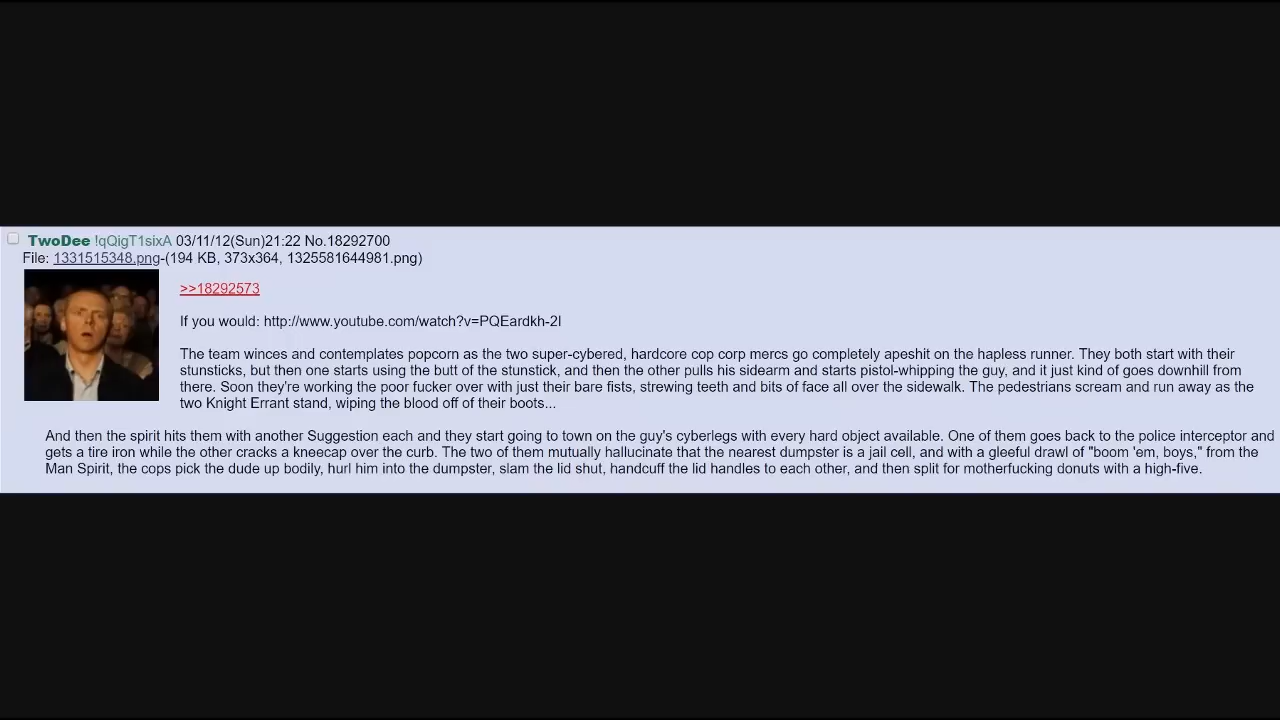 TwoDee !qQigT1sixA 03/11/12(Sun)21:22 No.18292700
File: 1331515348.png-(194 KB, 373x364, 1325581644981.png)
>>18292573
If you would: http://www.youtube.com/watch?v=PQEardkh-2I
The team winces and contemplates popcorn as the two super-cybered, hardcore cop corp mercs go completely apeshit on the hapless runner. They both start with their
stunsticks, but then one starts using the butt of the stunstick, and then the other pulls his sidearm and starts pistol-whipping the guy, and it just kind of goes downhill from
there. Soon they're working the poor fucker over with just their bare fists, strewing teeth and bits of face all over the sidewalk. The pedestrians scream and run away as the
two Knight Errant stand, wiping the blood off of their boots...
And then the spirit hits them with another Suggestion each and they start going to town on the guy's cyberlegs with every hard object available. One of them goes back to the police interceptor and
gets a tire iron while the other cracks a kneecap over the curb. The two of them mutually hallucinate that the nearest dumpster is a jail cell, and with a gleeful drawl of "boom 'em, boys," from the
Man Spirit, the cops pick the dude up bodily, hurl him into the dumpster, slam the lid shut, handcuff the lid handles to each other, and then split for motherfucking donuts with a high-five.